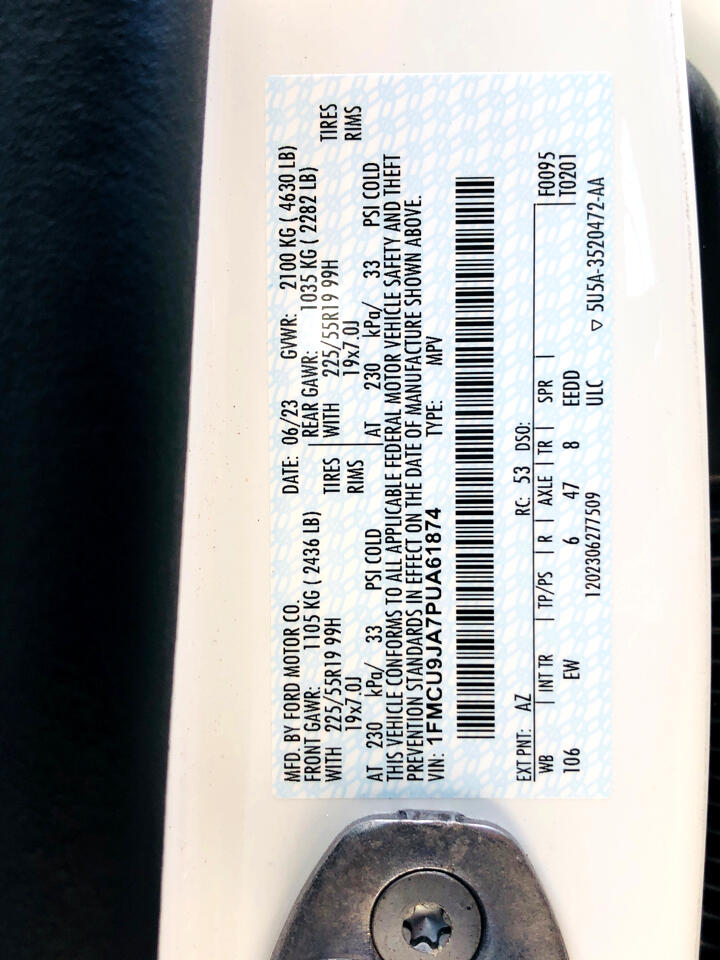 MFD. BY FORD MOTOR CO.
DATE: 06/23 GVWR: 2100 KG ( 4630 LB)
FRONT GAWR: 1105 KG ( 2436 LB)
REAR GAWR: 1035 KG ( 2282 LB)
WITH 225/55R19 99H TIRES
WITH 225/55R19 99H TIRES
19x7.0J RIMS
19x7.0J RIMS
AT 230 kPa/ 33 PSI COLD
AT 230 kPa/ 33 PSI COLD
THIS VEHICLE CONFORMS TO ALL APPLICABLE FEDERAL MOTOR VEHICLE SAFETY AND THEFT
PREVENTION STANDARDS IN EFFECT ON THE DATE OF MANUFACTURE SHOWN ABOVE.
VIN: 1FMCU9JA7PUA61874 TYPE: MPV
EXT PNT: AZ RC: 53 DSO:
WB INT TR TP/PS R AXLE TR SPR F0095
106 EW 6 47 8 EEDD T0201
1202306277509 ULC ▽ 5U5A-3520472-AA